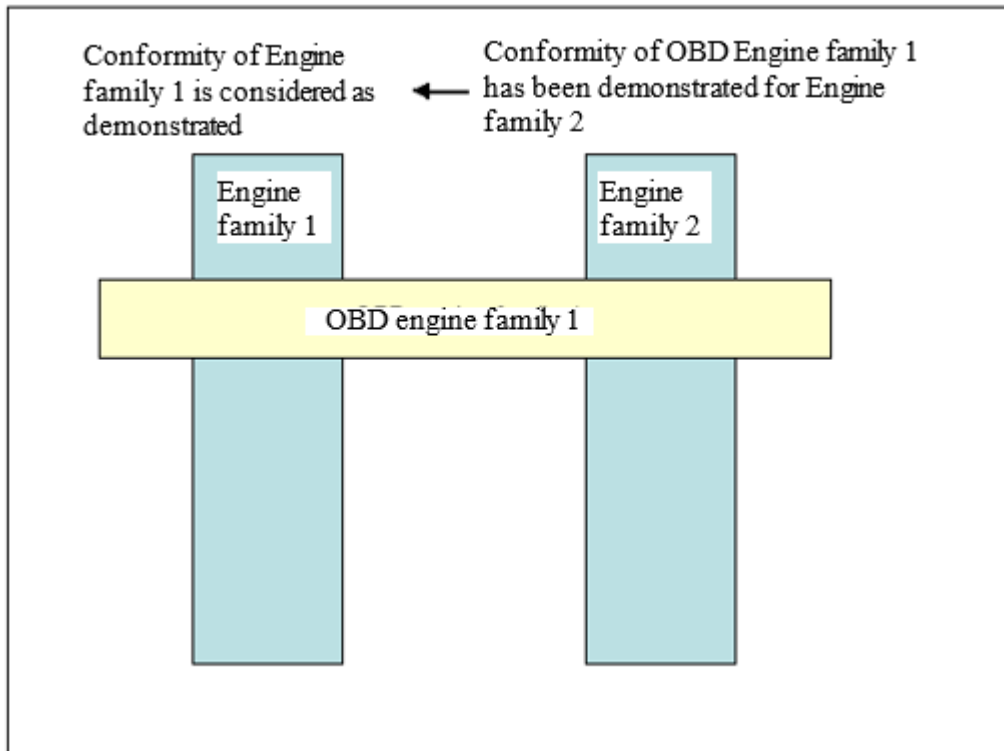 Conformity of Engine
family 1 is considered as
demonstrated
Conformity of OBD Engine family 1
has been demonstrated for Engine
family 2
Engine
family 1
Engine
family 2
OBD engine family 1